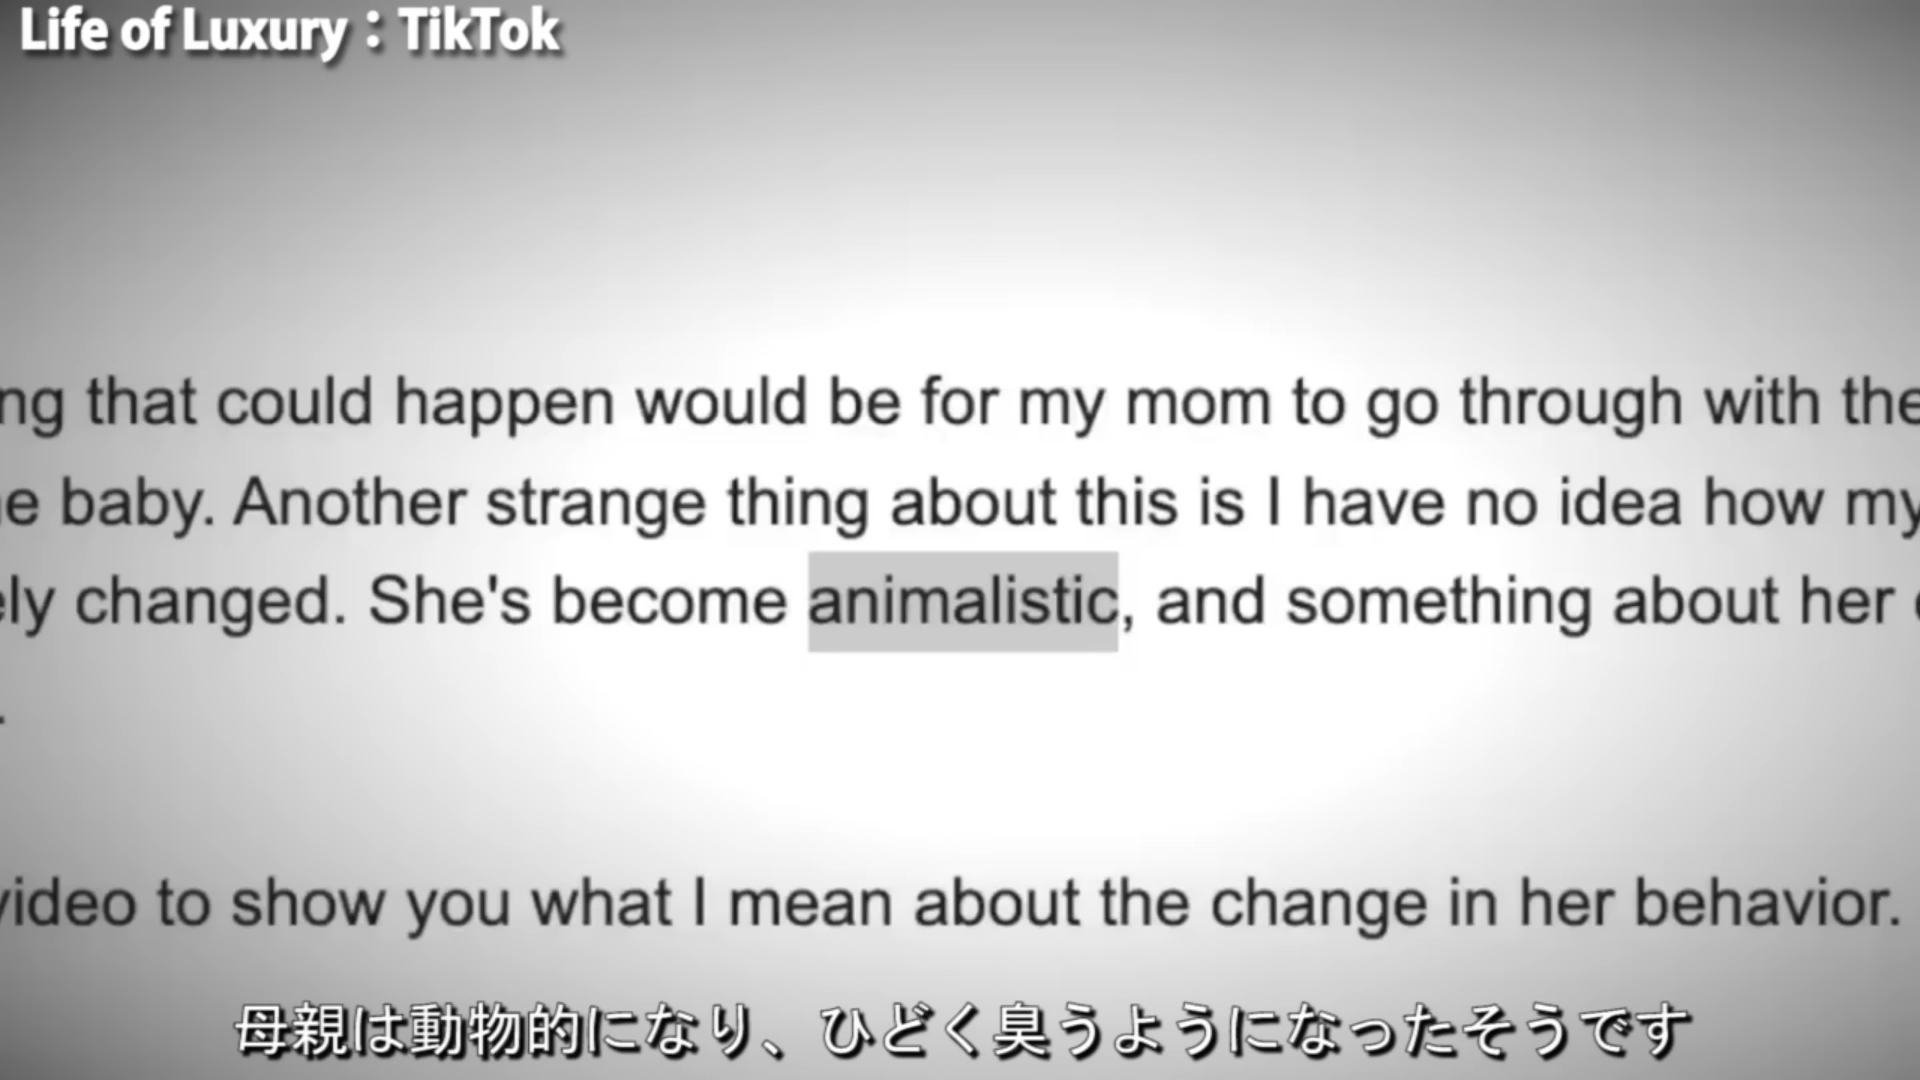 Life of Luxury：TikTok
ng that could happen would be for my mom to go through with the
e baby. Another strange thing about this is I have no idea how my
ly changed. She's become animalistic, and something about her
.
video to show you what I mean about the change in her behavior.
母親は動物的になり、ひどく臭うようになったそうです